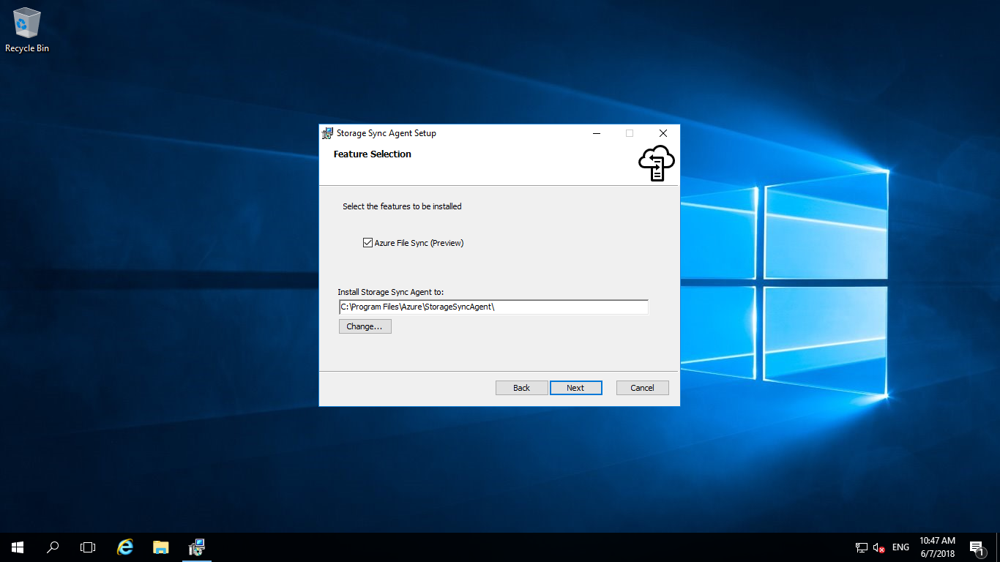 Recycle Bin
Storage Sync Agent Setup
Feature Selection
Select the features to be installed
Azure File Sync (Preview)
Install Storage Sync Agent to:
C:\Program Files\Azure\StorageSyncAgent\
Change...
Back
Next
Cancel
ENG
10:47 AM
6/7/2018
1